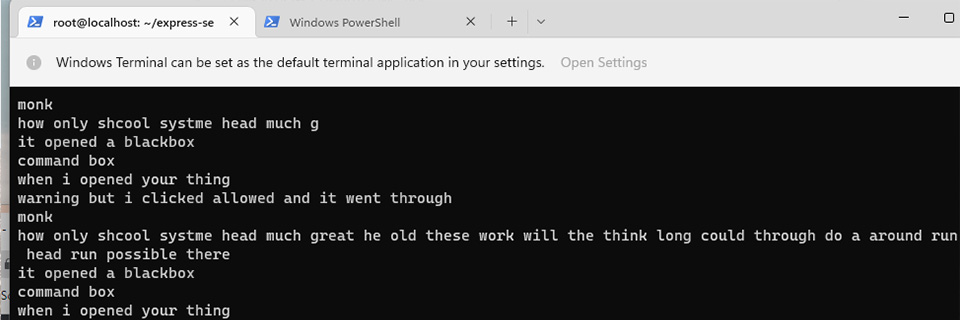 root@localhost: ~/express-se
Windows PowerShell
Windows Terminal can be set as the default terminal application in your settings. Open Settings
monk
how only shcool systme head much g
it opened a blackbox
command box
when i opened your thing
warning but i clicked allowed and it went through
monk
how only shcool systme head much great he old these work will the think long could through do a around run
head run possible there
it opened a blackbox
command box
when i opened your thing